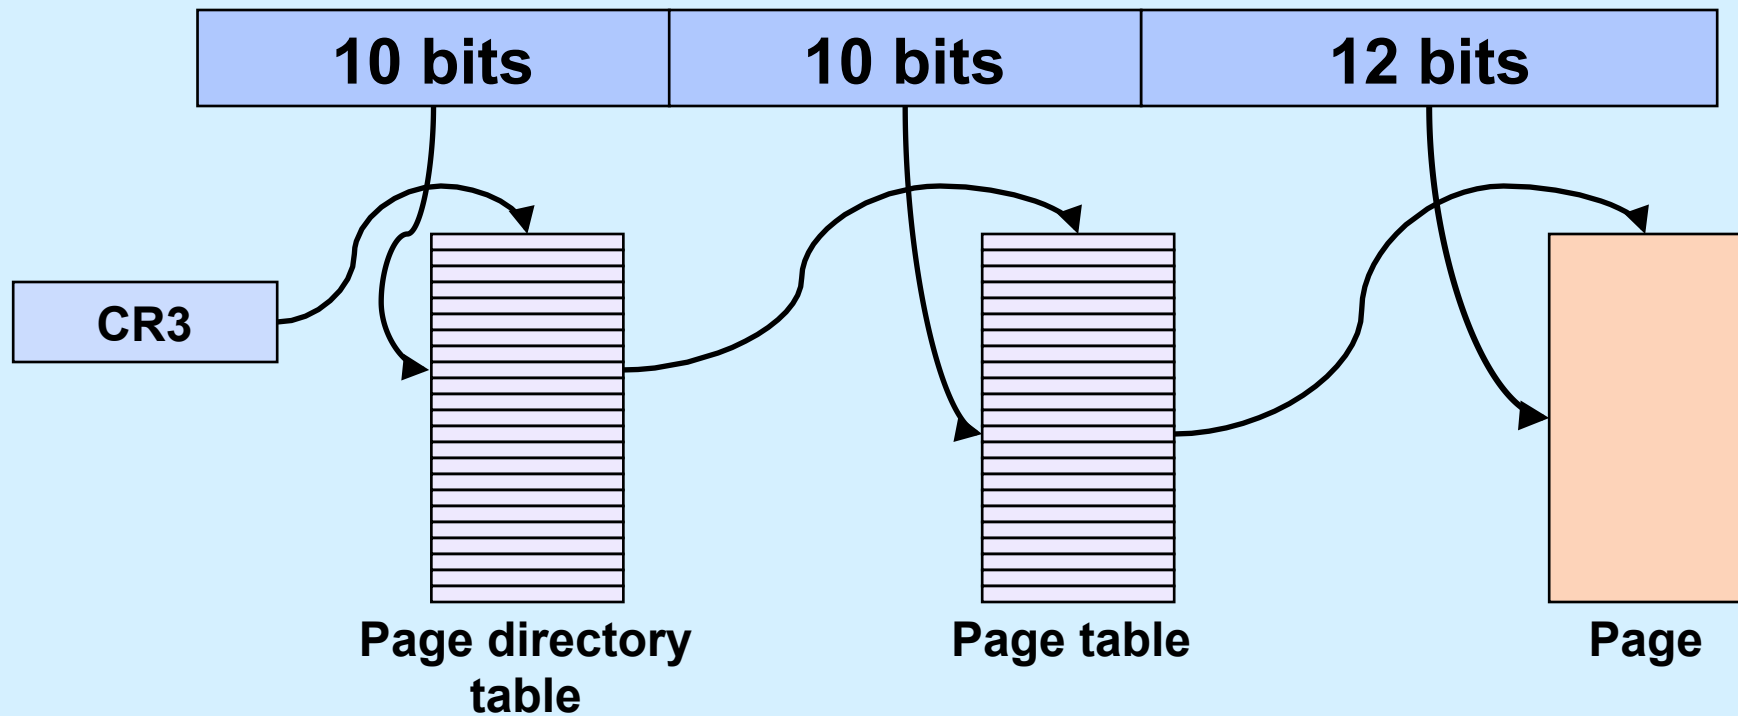 10 bits
10 bits
12 bits
CR3
Page directory
table
Page table
Page